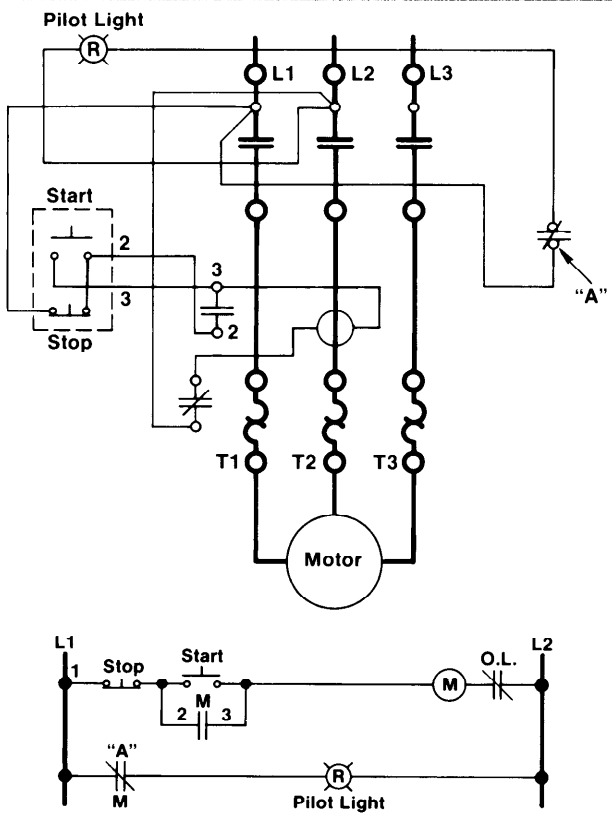 Pilot Light
R
L1 L2 L3
Start
2
3
3
2
Stop
"A"
T1 T2 T3
Motor
L1 L2
1 Stop Start O.L.
M
M
2 3
"A"
M
R
Pilot Light